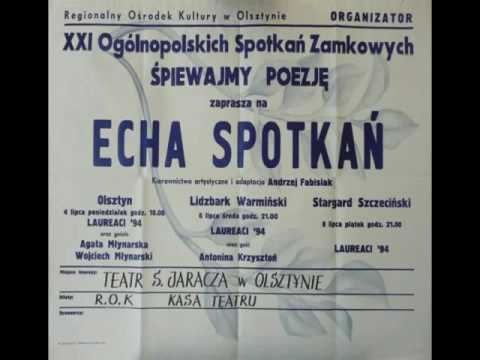 Regionalny Ośrodek Kultury w Olsztynie ORGANIZATOR
XXI Ogólnopolskich Spotkań Zamkowych
ŚPIEWAJMY POEZJĘ
zaprasza na
ECHA SPOTKAŃ
Kierownictwo artystyczne i adaptacja Andrzej Fabisiak
Olsztyn Lidzbark Warmiński Stargard Szczeciński
4 lipca poniedziałek godz. 19.00 6 lipca środa godz. 21.00 8 lipca piątek godz. 21.00
LAUREACI '94 LAUREACI '94 LAUREACI '94
oraz goście oraz gość
Agata Młynarska
Wojciech Młynarski Antonina Krzysztoń
Miejsce imprezy: TEATR S. JARACZA w OLSZTYNIE
Bilety: R.O.K KASA TEATRU